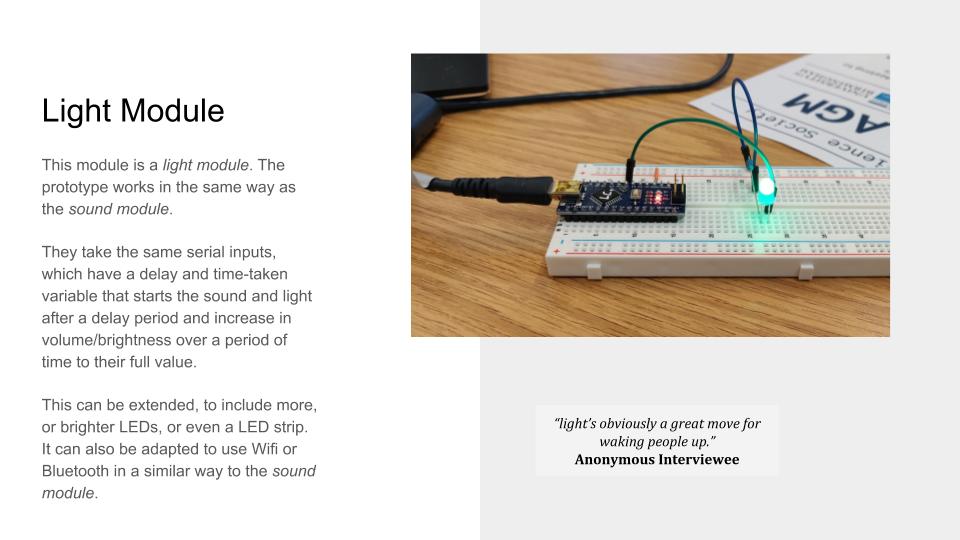 Light Module
This module is a light module. The
prototype works in the same way as
the sound module.
They take the same serial inputs,
which have a delay and time-taken
variable that starts the sound and light
after a delay period and increase in
volume/brightness over a period of
time to their full value.
This can be extended, to include more,
or brighter LEDs, or even a LED strip.
It can also be adapted to use Wifi or
Bluetooth in a similar way to the sound
module.
AGM
ience Society
“light’s obviously a great move for
waking people up.”
Anonymous Interviewee